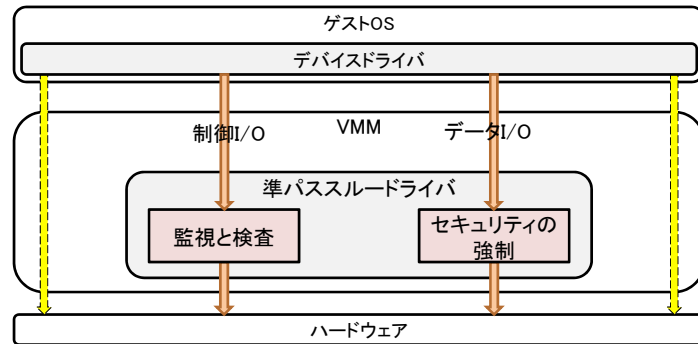 ゲストOS
デバイスドライバ
制御I/O
VMM
データI/O
準パススルードライバ
監視と検査
セキュリティの
強制
ハードウェア